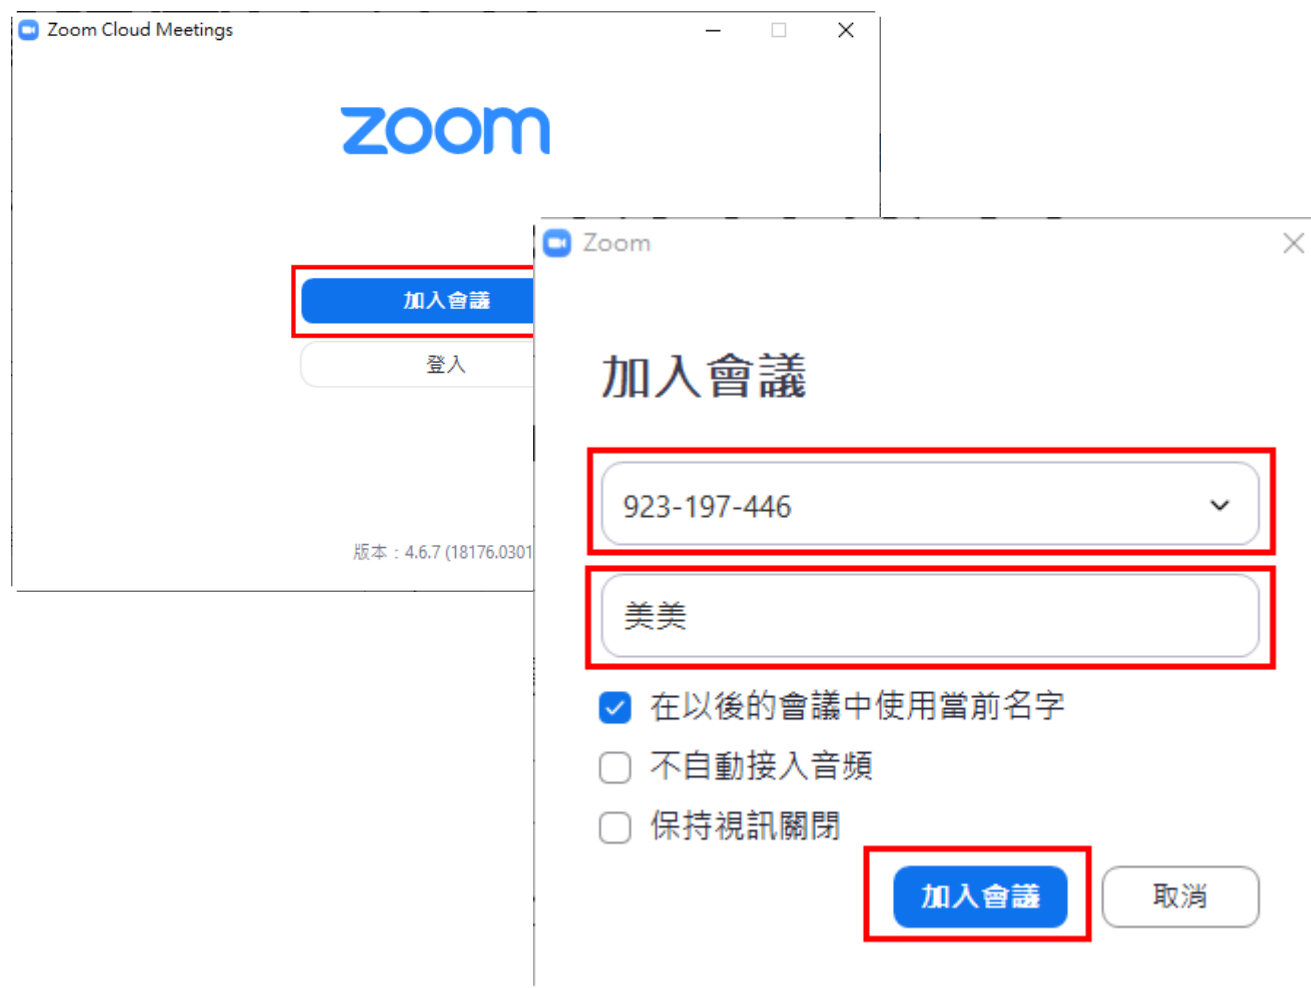 Zoom Cloud Meetings
zoom
加入會議
登入
版本：4.6.7 (18176.0301
Zoom
加入會議
923-197-446
美美
在以後的會議中使用當前名字
不自動接入音頻
保持視訊關閉
加入會議
取消